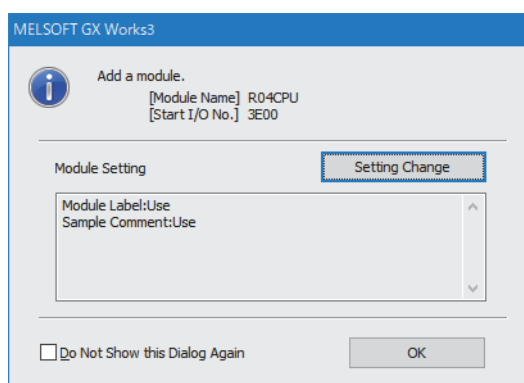 MELSOFT GX Works3
Add a module.
[Module Name] R04CPU
[Start I/O No.] 3E00
Module Setting
Setting Change
Module Label:Use
Sample Comment:Use
Do Not Show this Dialog Again
OK